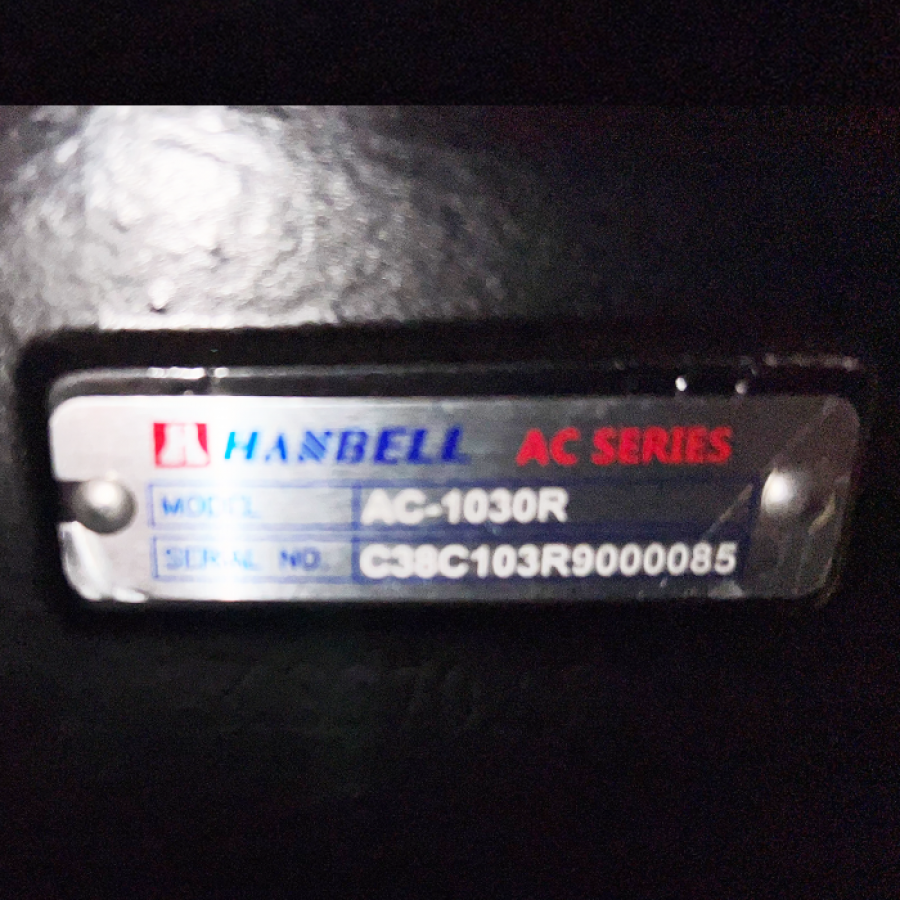 HANBELL AC SERIES
MODEL AC-1030R
SERIAL NO. C38C103R9000085